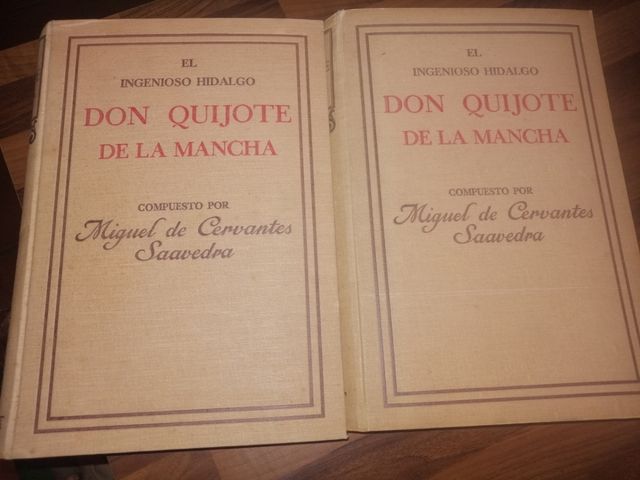 EL
INGENIOSO HIDALGO
DON QUIJOTE
DE LA MANCHA
COMPUESTO POR
Miguel de Cervantes
Saavedra
EL
INGENIOSO HIDALGO
DON QUIJOTE
DE LA MANCHA
COMPUESTO POR
Miguel de Cervantes
Saavedra